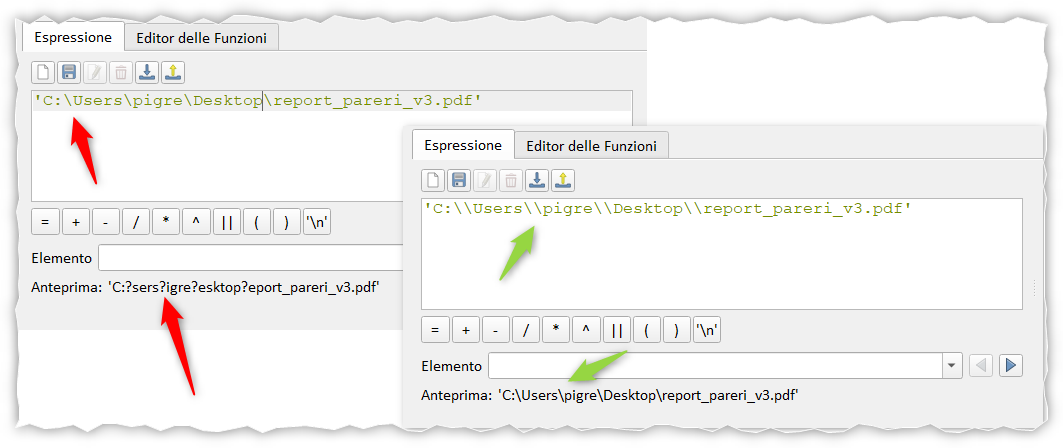 Espressione Editor delle Funzioni
'C:\Users\pigre\Desktop\report_pareri_v3.pdf'
= + - / * ^ || ( ) '\n'
Elemento
Anteprima: 'C:?sers?igre?esktop?eport_pareri_v3.pdf'
Espressione Editor delle Funzioni
'C:\\Users\\pigre\\Desktop\\report_pareri_v3.pdf'
= + - / * ^ || ( ) '\n'
Elemento
Anteprima: 'C:\Users\pigre\Desktop\report_pareri_v3.pdf'